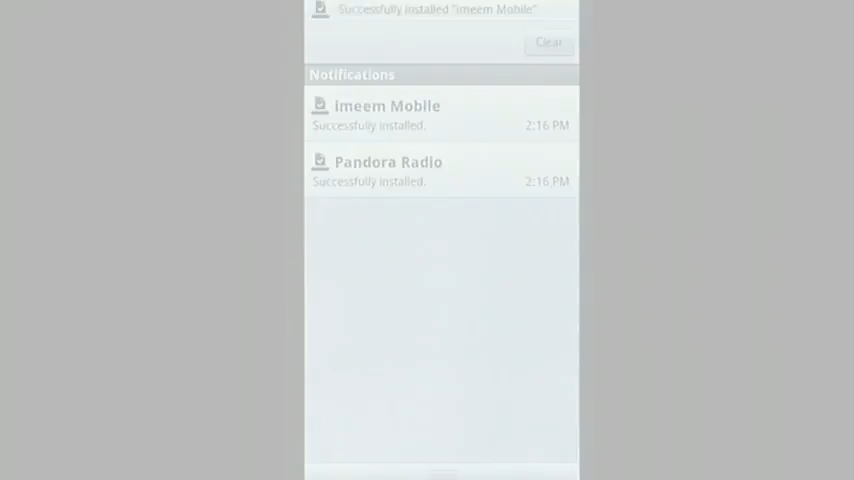 Successfully installed "imeem Mobile"
Clear
Notifications
imeem Mobile
Successfully installed. 2:16 PM
Pandora Radio
Successfully installed. 2:16 PM